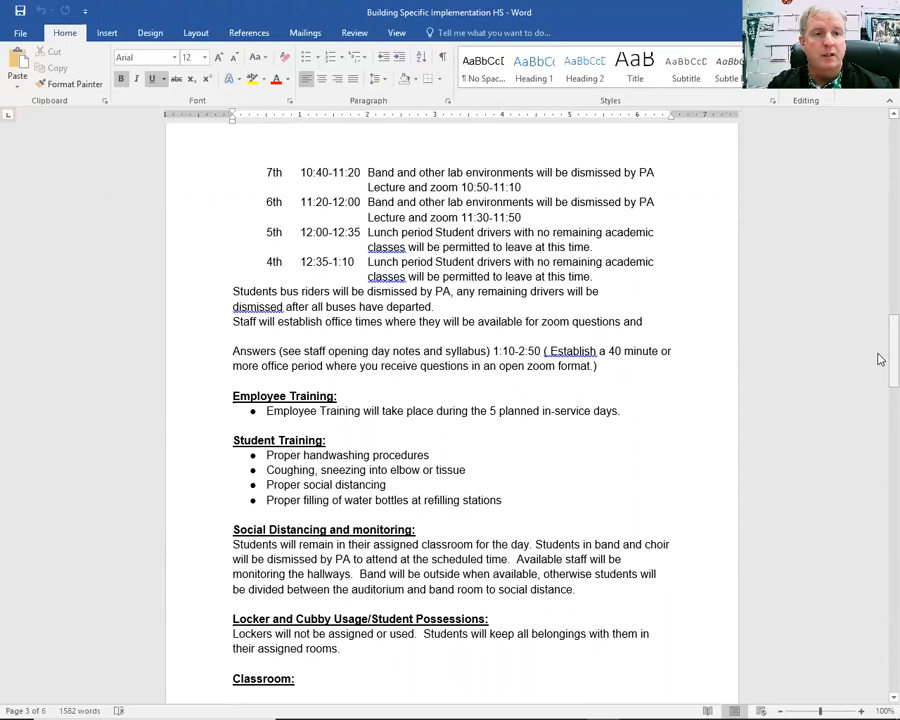 Building Specific Implementation HS - Word
File Home Insert Design Layout References Mailings Review View Tell me what you want to do...
Paste
Cut
Copy
Format Painter
Arial 12
AaBbCcI AaBbCc AaBbCc AaB AaBbCcD AaBb
¶ No Spac... Heading 1 Heading 2 Title Subtitle Subtle
Clipboard Font Paragraph Styles Editing
7th 10:40-11:20 Band and other lab environments will be dismissed by PA
Lecture and zoom 10:50-11:10
6th 11:20-12:00 Band and other lab environments will be dismissed by PA
Lecture and zoom 11:30-11:50
5th 12:00-12:35 Lunch period Student drivers with no remaining academic
classes will be permitted to leave at this time.
4th 12:35-1:10 Lunch period Student drivers with no remaining academic
classes will be permitted to leave at this time.
Students bus riders will be dismissed by PA, any remaining drivers will be
dismissed after all buses have departed.
Staff will establish office times where they will be available for zoom questions and
Answers (see staff opening day notes and syllabus) 1:10-2:50 ( Establish a 40 minute or
more office period where you receive questions in an open zoom format.)
Employee Training:
● Employee Training will take place during the 5 planned in-service days.
Student Training:
● Proper handwashing procedures
● Coughing, sneezing into elbow or tissue
● Proper social distancing
● Proper filling of water bottles at refilling stations
Social Distancing and monitoring:
Students will remain in their assigned classroom for the day. Students in band and choir
will be dismissed by PA to attend at the scheduled time. Available staff will be
monitoring the hallways. Band will be outside when available, otherwise students will
be divided between the auditorium and band room to social distance.
Locker and Cubby Usage/Student Possessions:
Lockers will not be assigned or used. Students will keep all belongings with them in
their assigned rooms.
Classroom:
Page 3 of 6 1582 words 100%